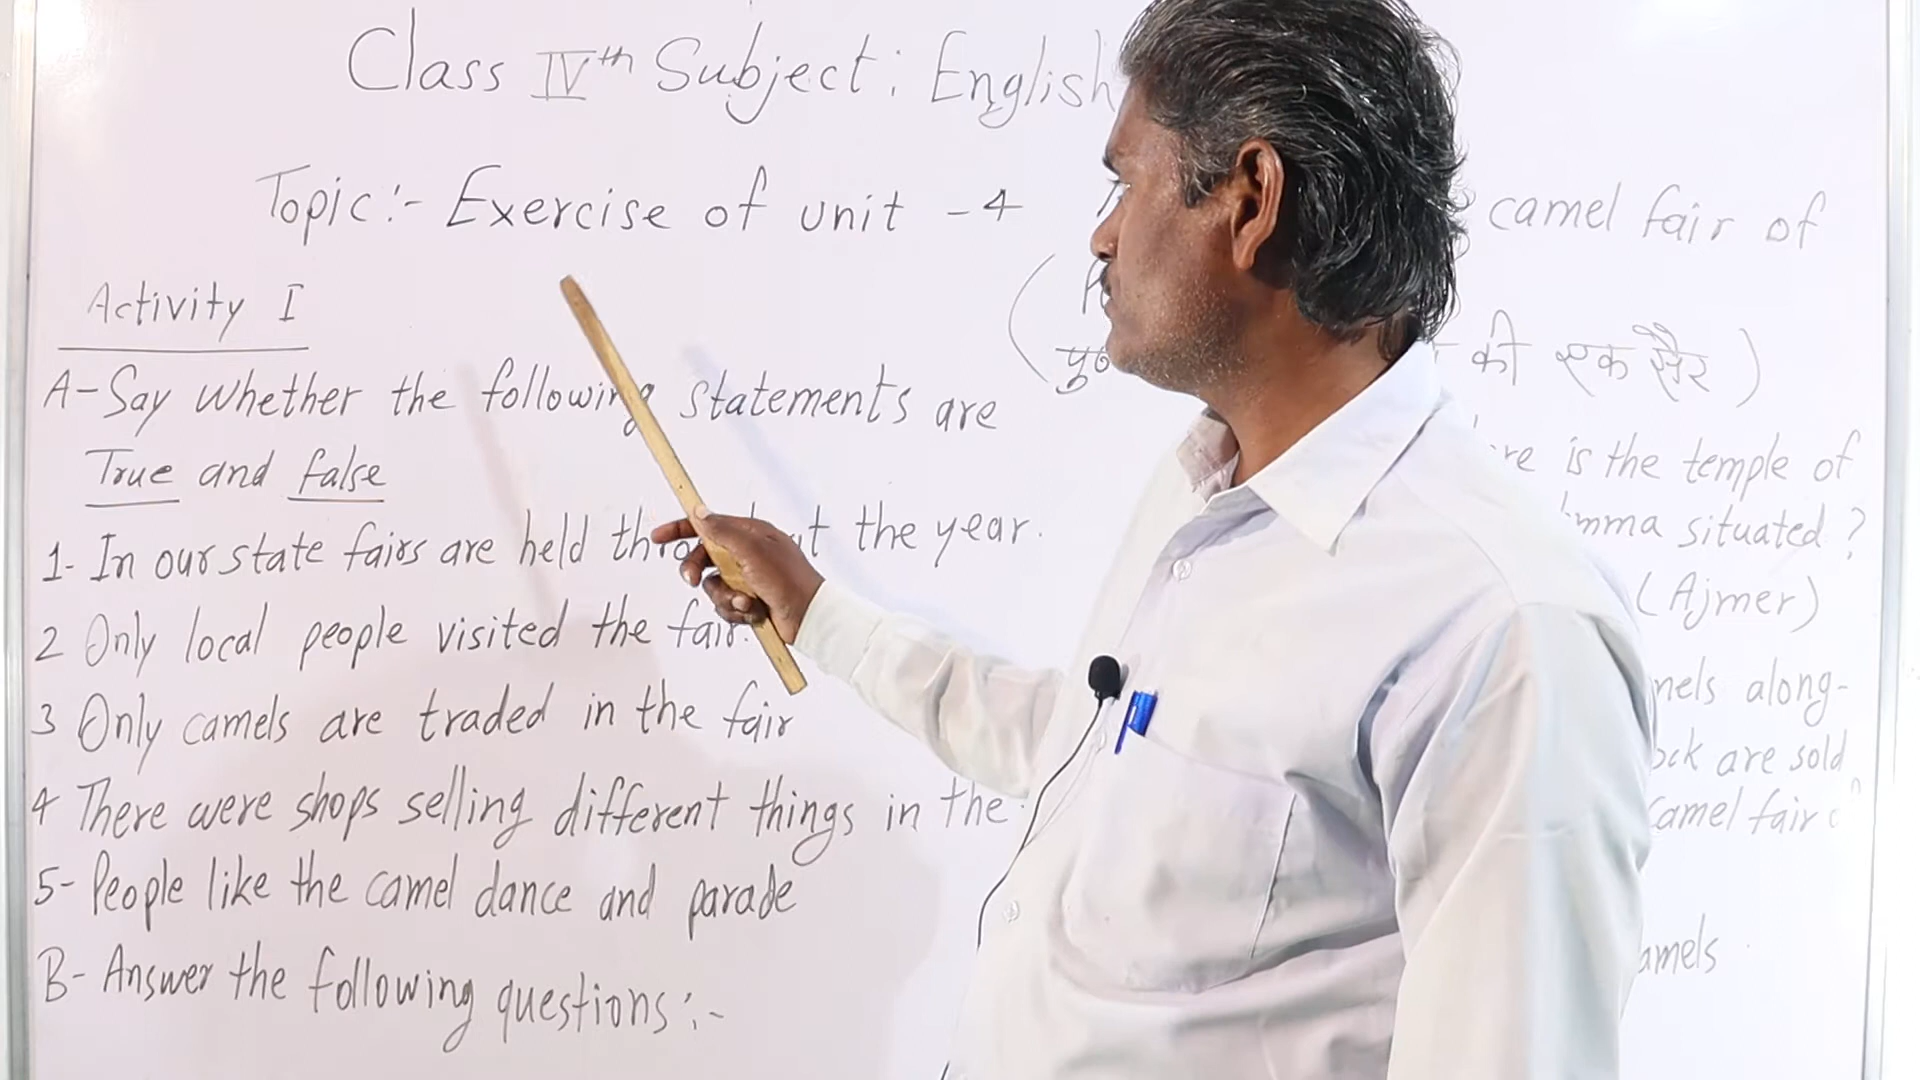 Class IVth Subject: English
Topic:- Exercise of unit - 4 camel fair of
की एक सैर )
Activity I
A- Say whether the following statements are
True and false
1- In our state fairs are held the year.
2 Only local people visited the fair.
3 Only camels are traded in the fair
4 There were shops selling different things in the
5- People like the camel dance and parade
B- Answer the following questions:-
is the temple of
situated ?
(Ajmer)
along-
are sold
camel fair